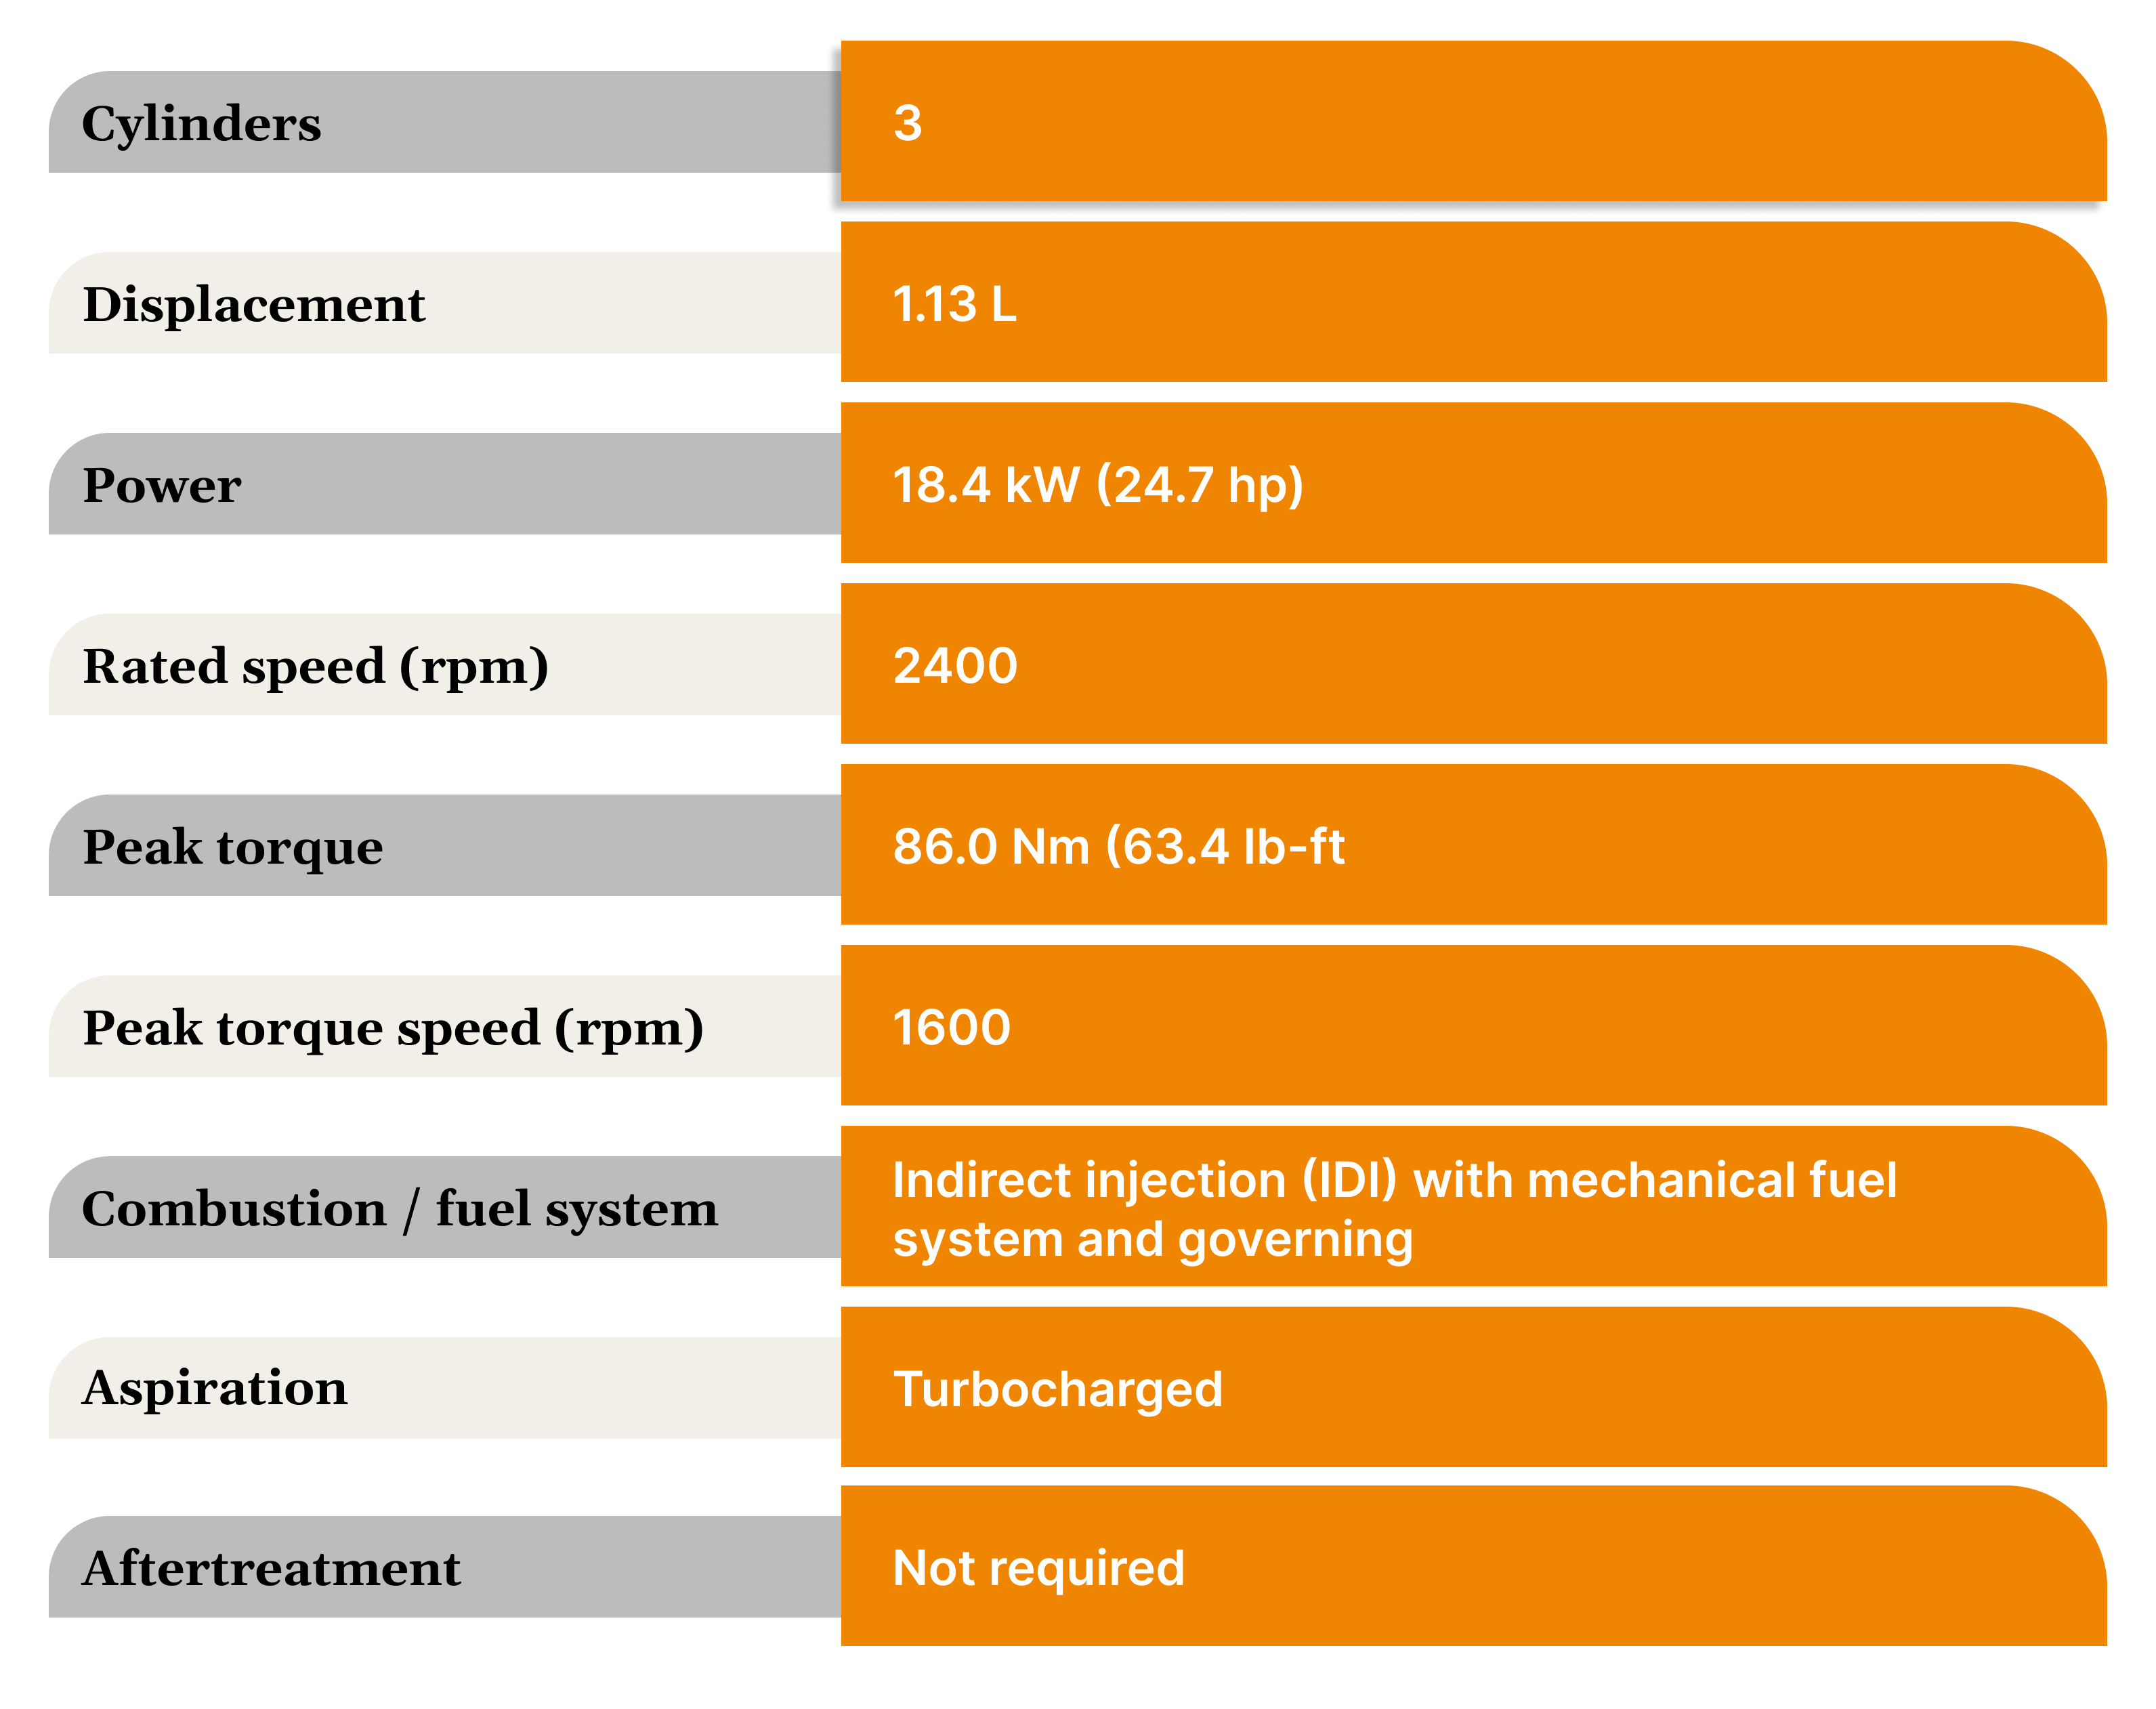 Cylinders
3
Displacement
1.13 L
Power
18.4 kW (24.7 hp)
Rated speed (rpm)
2400
Peak torque
86.0 Nm (63.4 lb-ft
Peak torque speed (rpm)
1600
Combustion / fuel system
Indirect injection (IDI) with mechanical fuel
system and governing
Aspiration
Turbocharged
Aftertreatment
Not required